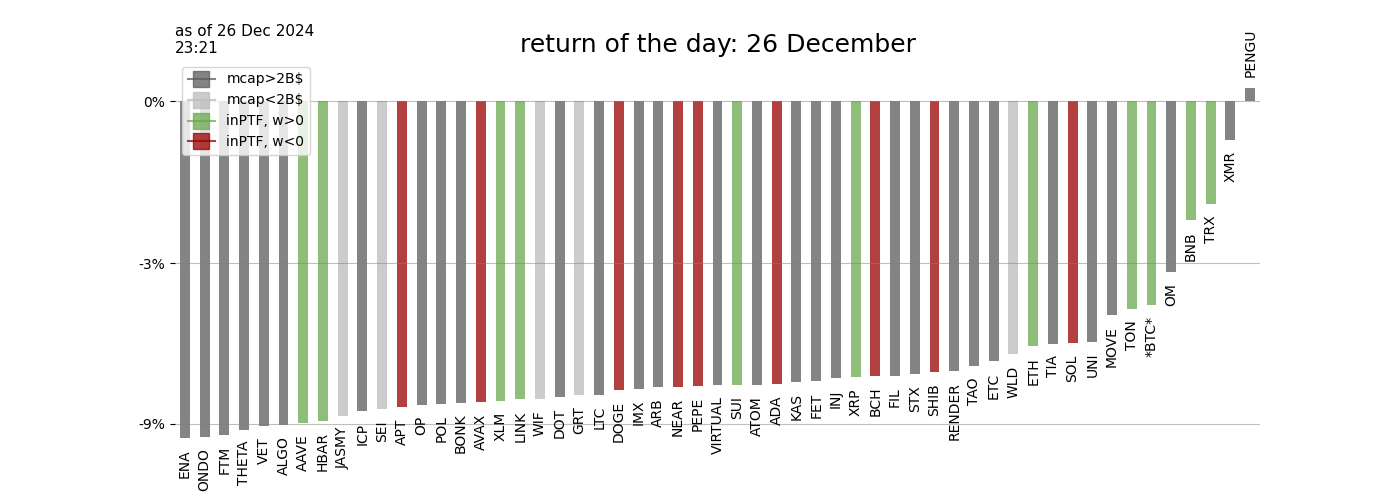 as of 26 Dec 2024
23:21
return of the day: 26 December
mcap>2B$
mcap<2B$
inPTF, w>0
inPTF, w<0
0%
-3%
-9%
ENA
ONDO
FTM
THETA
VET
ALGO
AAVE
HBAR
JASMY
ICP
SEI
APT
OP
POL
BONK
AVAX
XLM
LINK
WIF
DOT
GRT
LTC
DOGE
IMX
ARB
NEAR
PEPE
VIRTUAL
SUI
ATOM
ADA
KAS
FET
INJ
XRP
BCH
FIL
STX
SHIB
RENDER
TAO
ETC
WLD
ETH
TIA
SOL
UNI
MOVE
TON
*BTC*
OM
BNB
TRX
XMR
PENGU